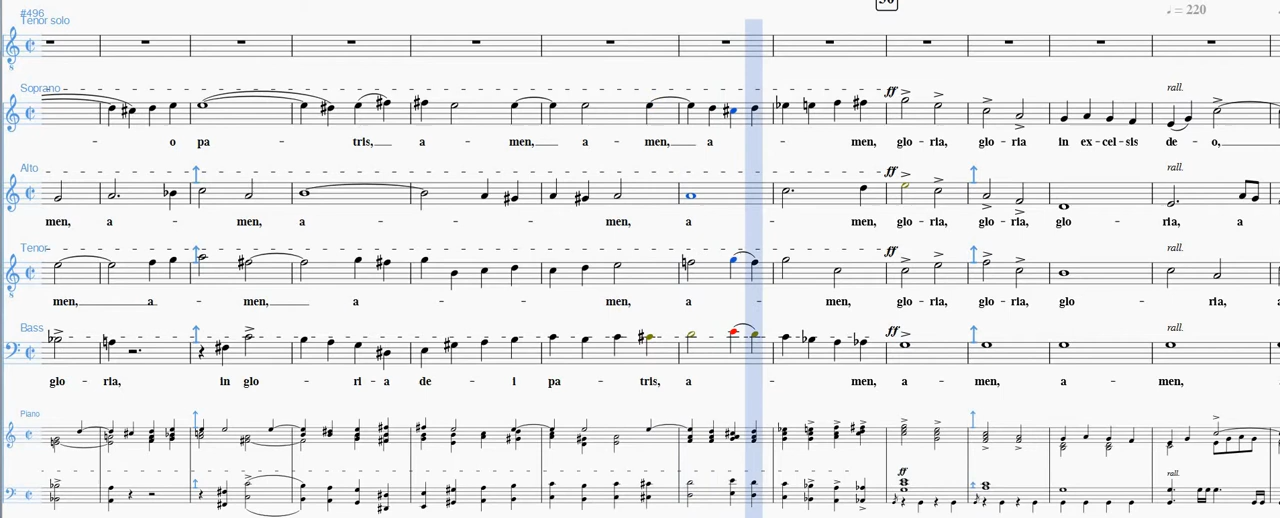 #496
Tenor solo
♩ = 220
Soprano
ff
rall.
- o pa - tris, a - men, a - men, a - men, glo - ria, glo - ria in ex - cel - sis de - o,
Alto
ff
rall.
men, a - men, a - men, a - men, glo - ria, glo - ria, glo - ria, a
Tenor
ff
rall.
men, a - men, a - men, a - men, glo - ria, glo - ria, glo - ria,
Bass
ff
rall.
glo - ria, in glo - ri - a de - i pa - tris, a - men, a - men, a - men,
Piano
ff
rall.